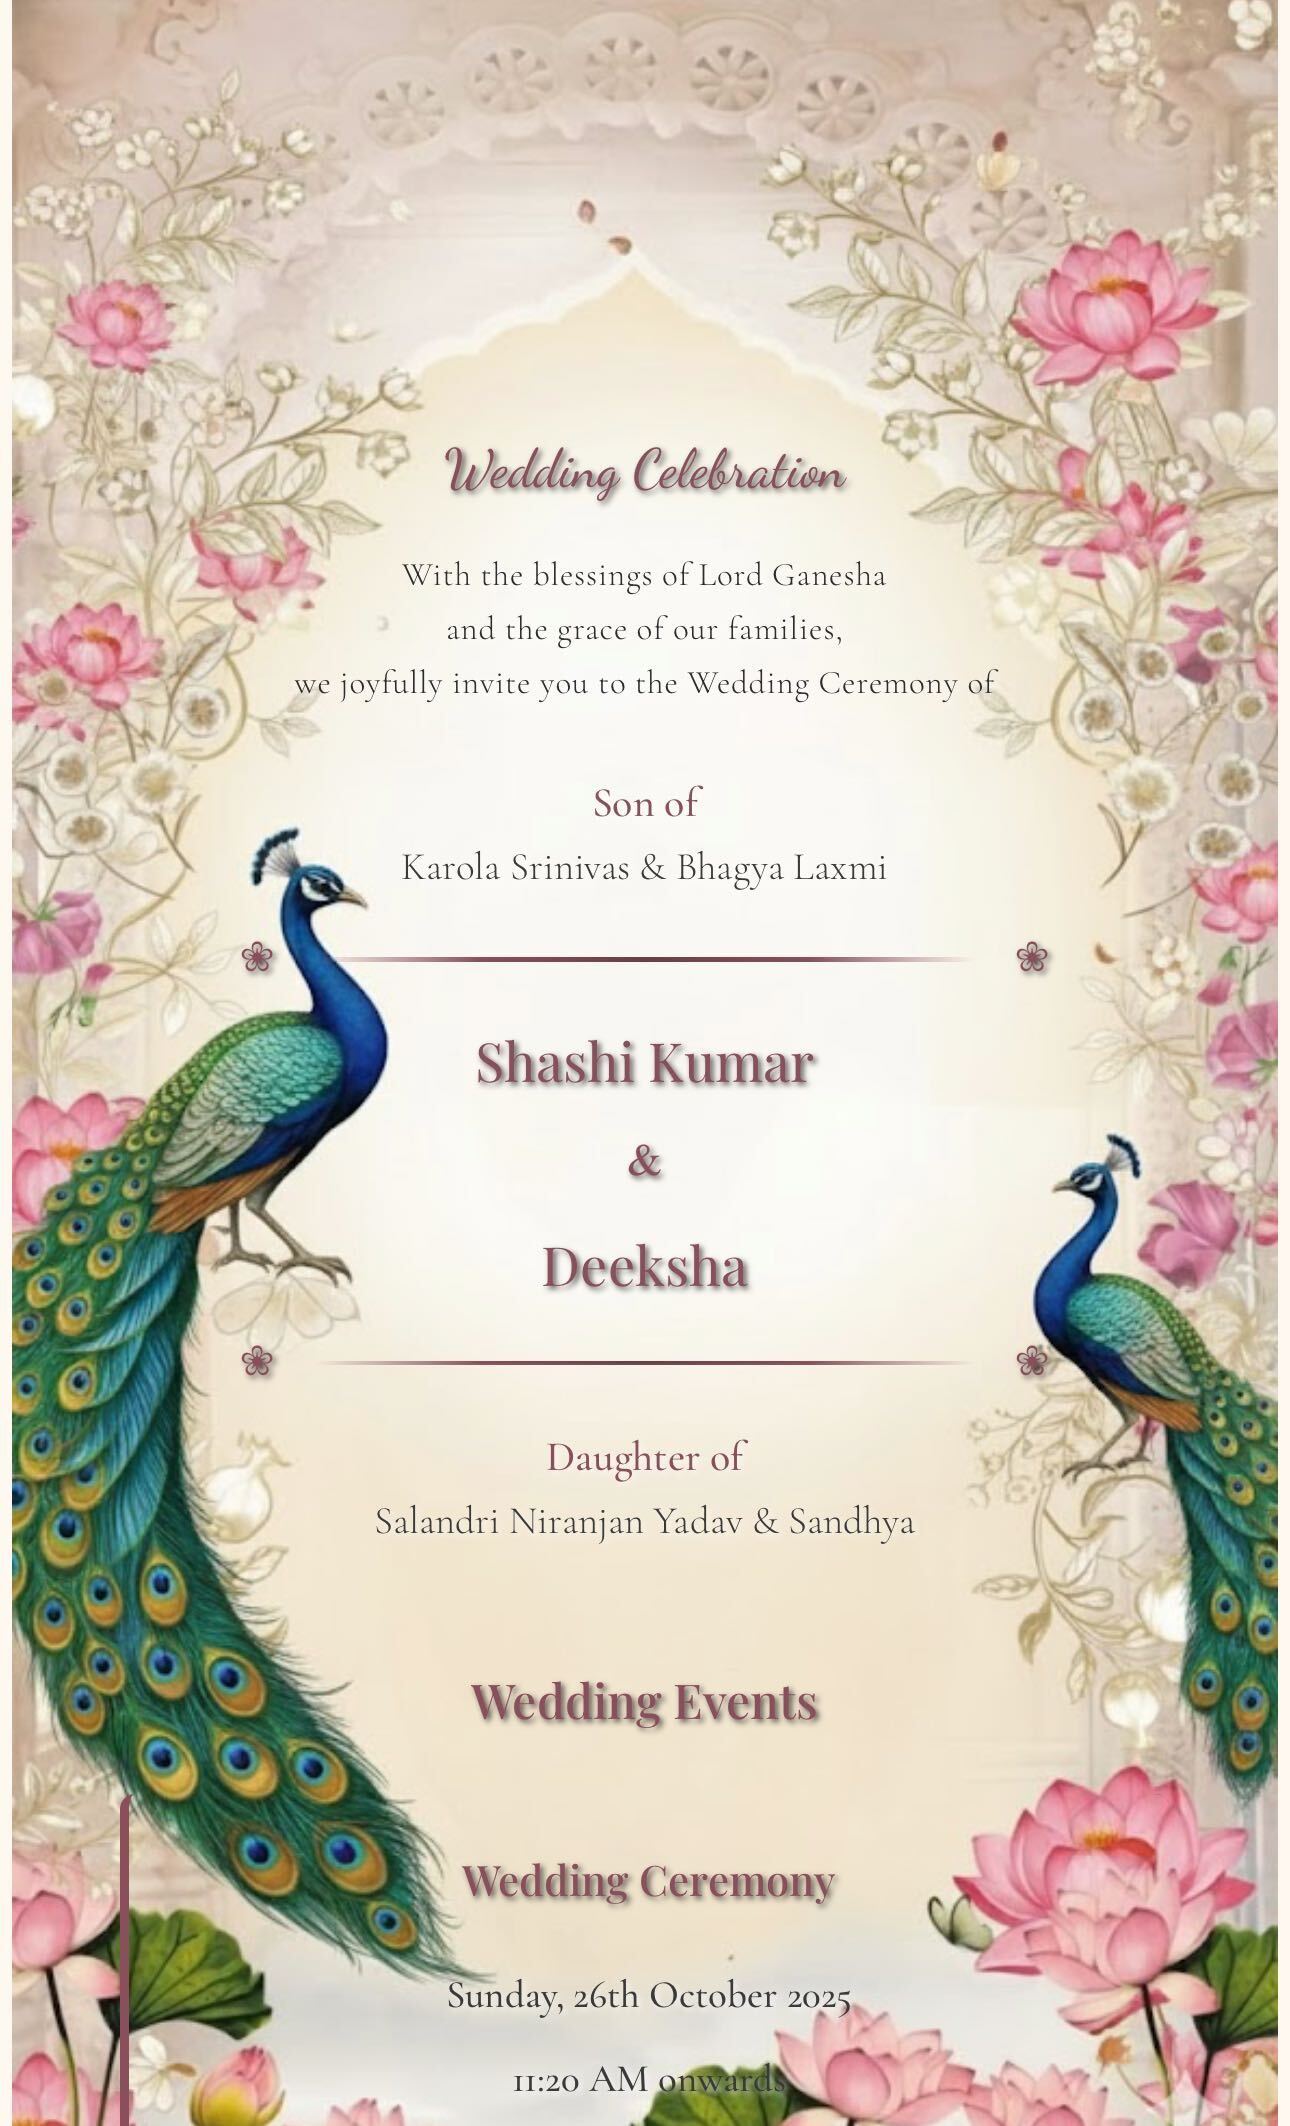 Wedding Celebration
With the blessings of Lord Ganesha
and the grace of our families,
we joyfully invite you to the Wedding Ceremony of
Son of
Karola Srinivas & Bhagya Laxmi
Shashi Kumar
&
Deeksha
Daughter of
Salandri Niranjan Yadav & Sandhya
Wedding Events
Wedding Ceremony
Sunday, 26th October 2025
11:20 AM onwards